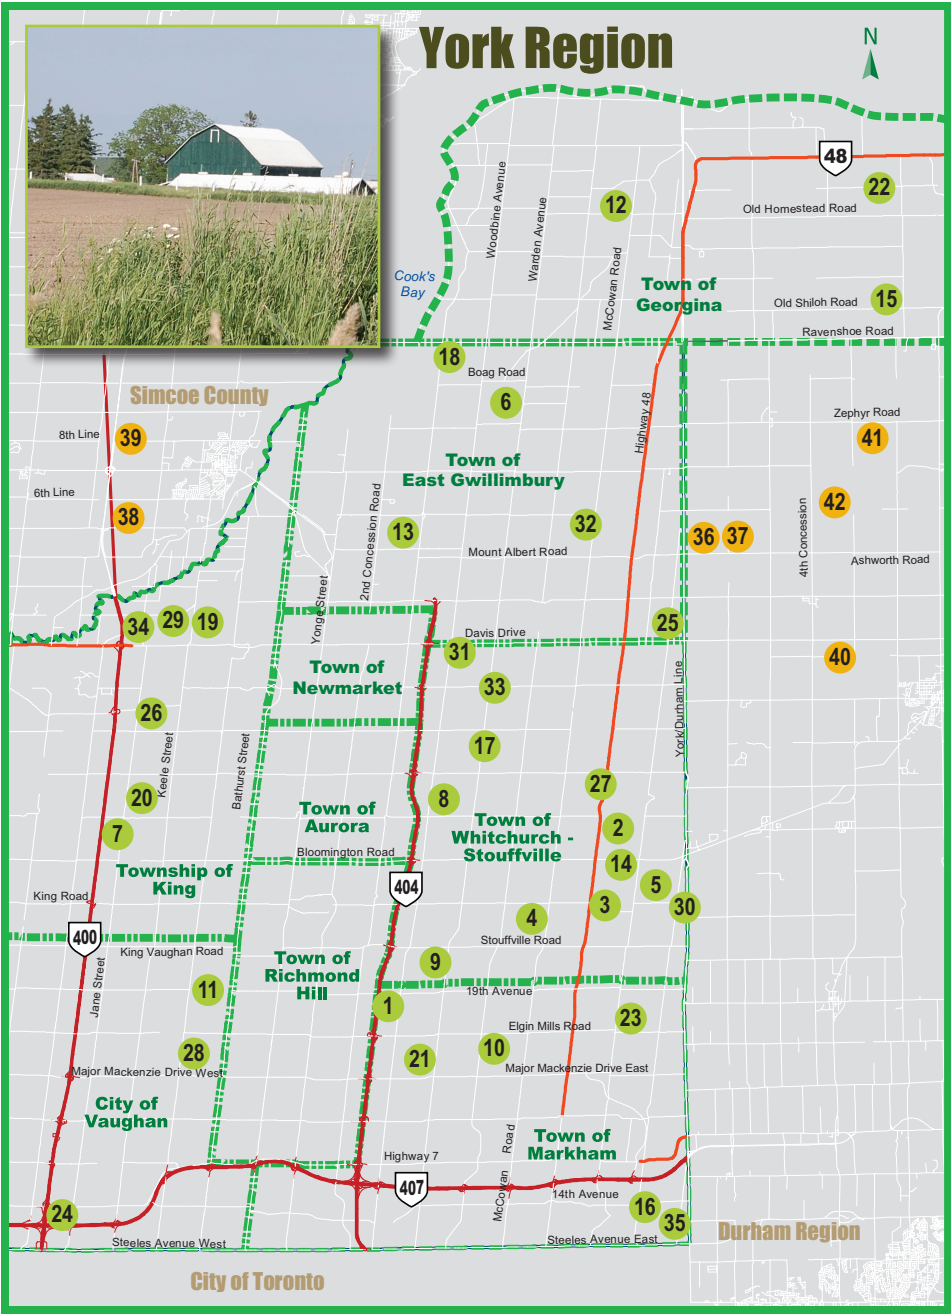 York Region
N
48
22
12
Old Homestead Road
Woodbine Avenue
Warden Avenue
McCowan Road
Cook's
Bay
Town of
Georgina
Old Shiloh Road
15
Ravenshoe Road
18
Boag Road
6
Simcoe County
8th Line
39
Highway 48
Zephyr Road
41
Town of
East Gwillimbury
6th Line
38
2nd Concession Road
13
32
36
37
4th Concession
42
Mount Albert Road
Ashworth Road
34
29
19
Yonge Street
25
Davis Drive
31
40
Town of
Newmarket
33
York/Durham Line
26
Keele Street
Bathurst Street
17
20
27
8
7
Town of
Aurora
Town of
Whitchurch -
Stouffville
2
Bloomington Road
14
Township of
King
404
5
King Road
3
30
4
400
Stouffville Road
King Vaughan Road
Town of
Richmond
Hill
9
Jane Street
11
19th Avenue
1
23
Elgin Mills Road
28
21
10
Major Mackenzie Drive West
Major Mackenzie Drive East
City of
Vaughan
Town of
Markham
Highway 7
McCowan Road
407
14th Avenue
24
16
35
Steeles Avenue West
Steeles Avenue East
Durham Region
City of Toronto